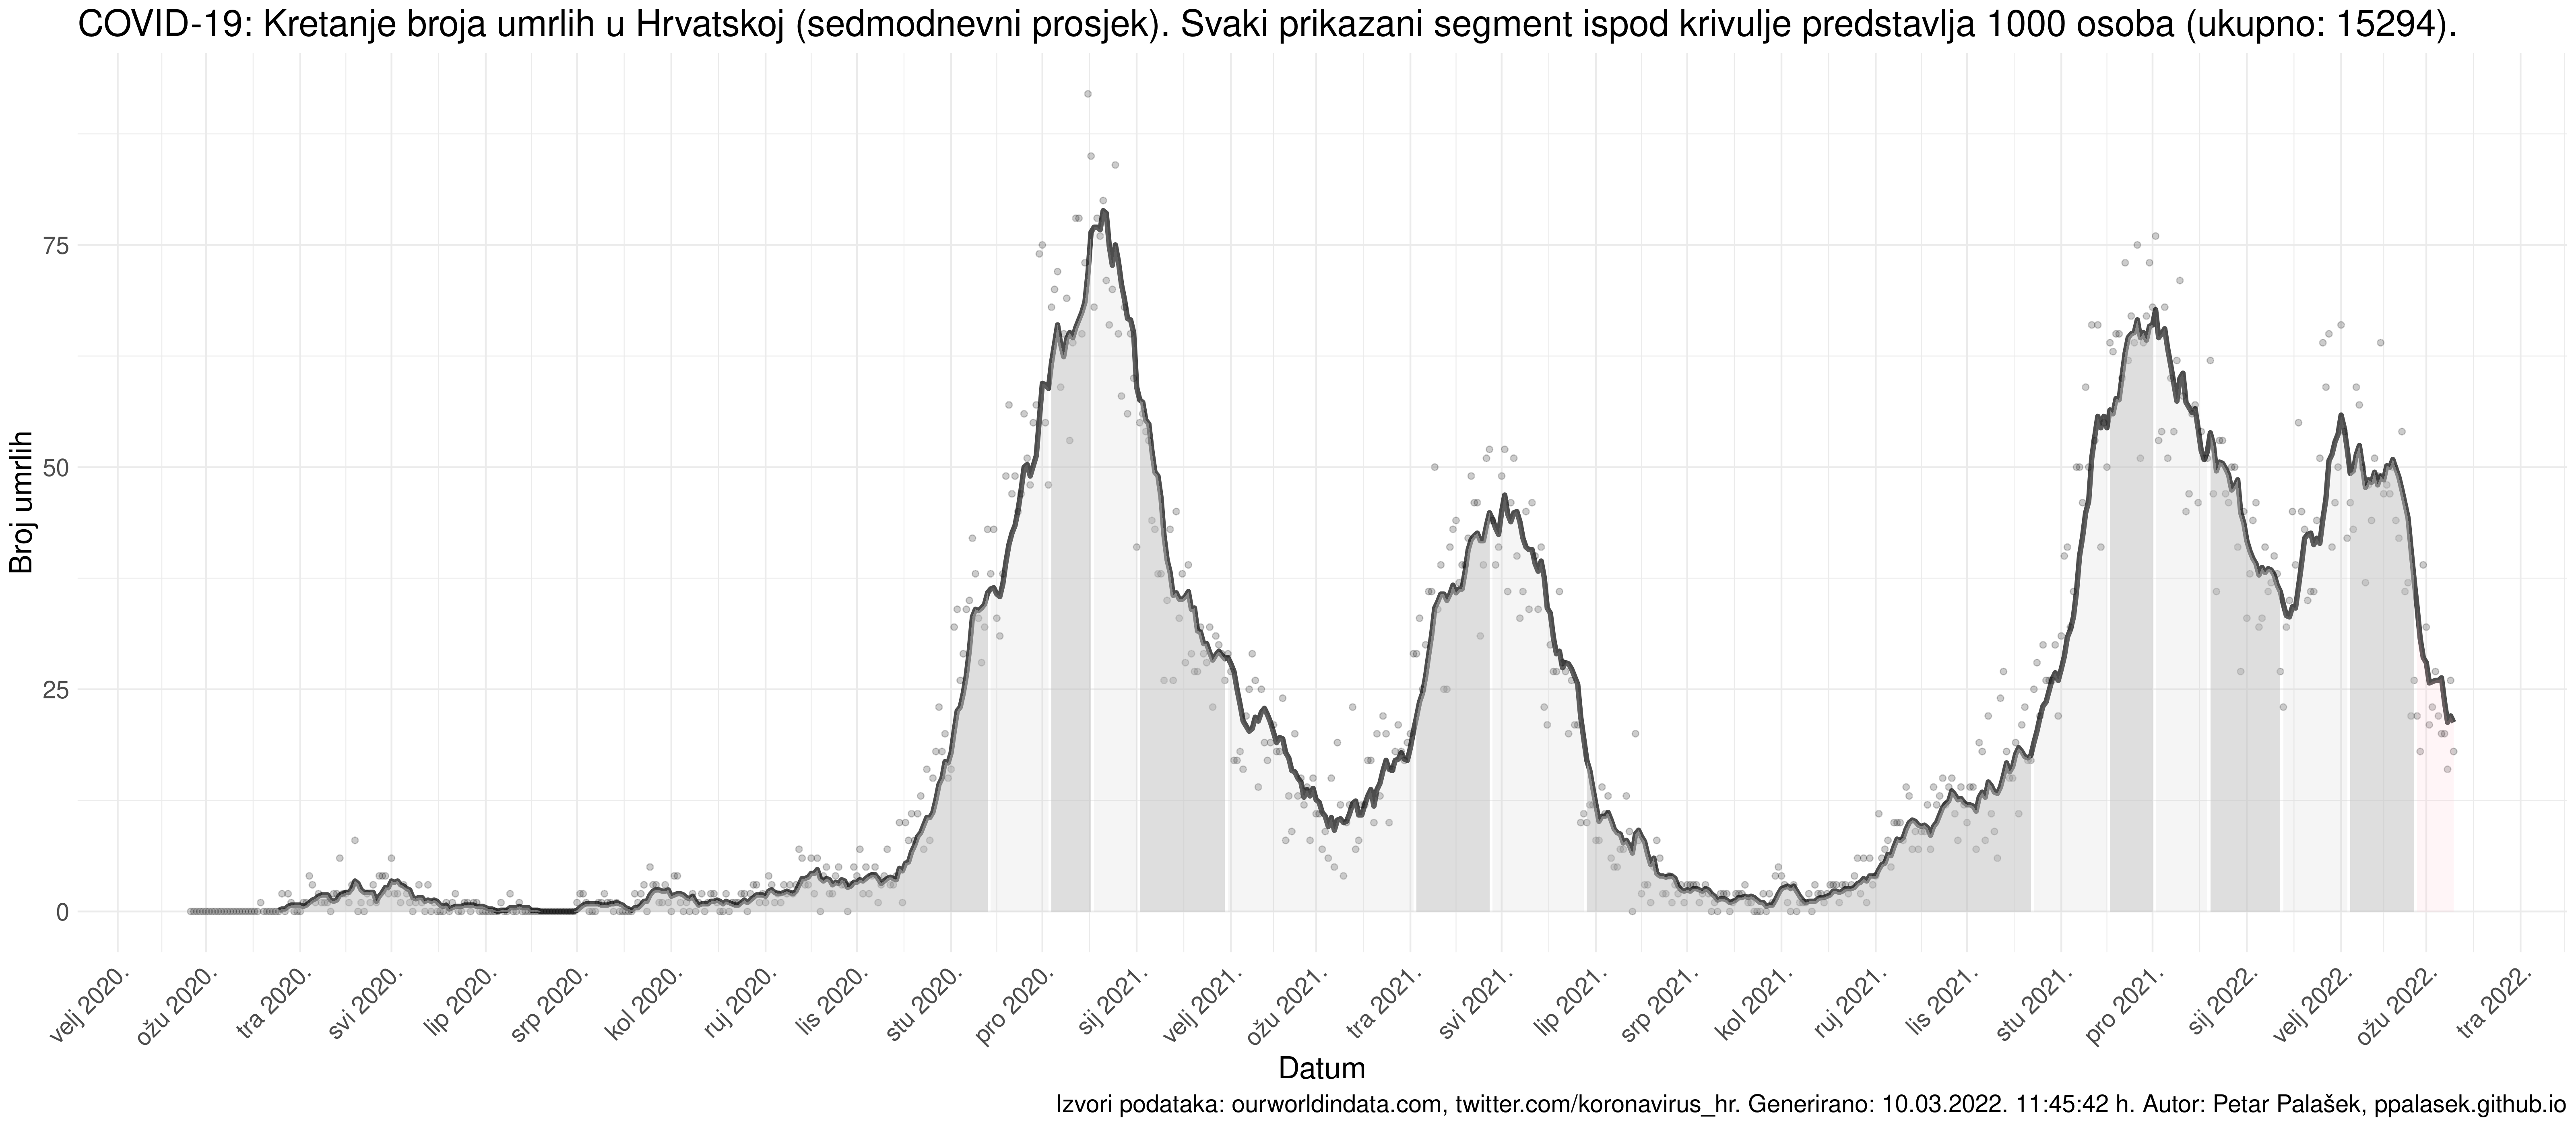 COVID-19: Kretanje broja umrlih u Hrvatskoj (sedmodnevni prosjek). Svaki prikazani segment ispod krivulje predstavlja 1000 osoba (ukupno: 15294).
Broj umrlih
75
50
25
0
velj 2020.
ožu 2020.
tra 2020.
svi 2020.
lip 2020.
srp 2020.
kol 2020.
ruj 2020.
lis 2020.
stu 2020.
pro 2020.
sij 2021.
velj 2021.
ožu 2021.
tra 2021.
svi 2021.
lip 2021.
srp 2021.
kol 2021.
ruj 2021.
lis 2021.
stu 2021.
pro 2021.
sij 2022.
velj 2022.
ožu 2022.
tra 2022.
Datum
Izvori podataka: ourworldindata.com, twitter.com/koronavirus_hr. Generirano: 10.03.2022. 11:45:42 h. Autor: Petar Palašek, ppalasek.github.io